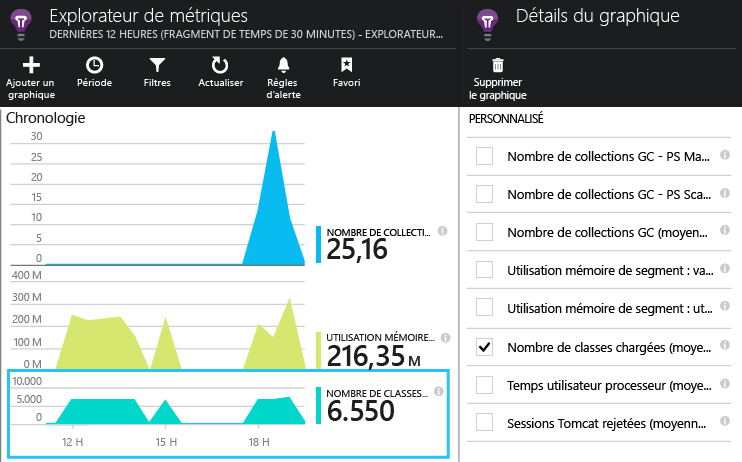 Explorateur de métriques
DERNIÈRES 12 HEURES (FRAGMENT DE TEMPS DE 30 MINUTES) - EXPLORATEUR...
Ajouter un
graphique
Période
Filtres
Actualiser
Règles
d'alerte
Favori
Chronologie
30
25
20
15
10
5
0
NOMBRE DE COLLECTI...
25,16
400 M
300 M
200 M
100 M
0 M
UTILISATION MÉMOIRE...
216,35 M
10.000
5.000
0
NOMBRE DE CLASSES...
6.550
12 H
15 H
18 H
Détails du graphique
Supprimer
le graphique
PERSONNALISÉ
Nombre de collections GC - PS Ma...
Nombre de collections GC - PS Sca...
Nombre de collections GC (moyen...
Utilisation mémoire de segment : va...
Utilisation mémoire de segment : ut...
Nombre de classes chargées (moye...
Temps utilisateur processeur (moye...
Sessions Tomcat rejetées (moyenn...